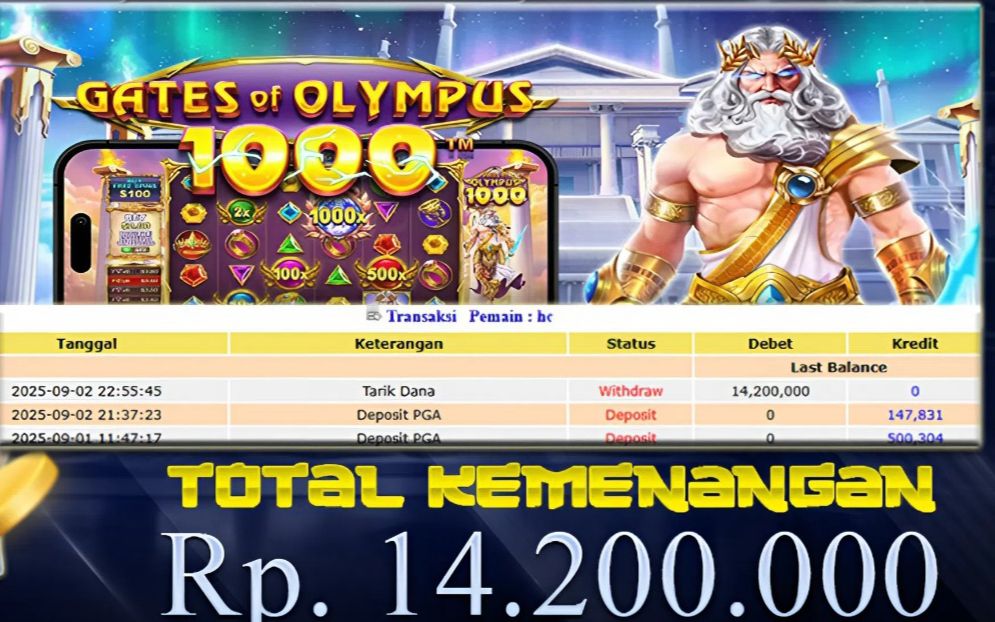 GATES OF OLYMPUS
1000™
$100
OLYMPUS
1000
2x
1000x
100x
500x
Transaksi Pemain : hc
Tanggal Keterangan Status Debet Kredit
Last Balance
2025-09-02 22:55:45 Tarik Dana Withdraw 14,200,000 0
2025-09-02 21:37:23 Deposit PGA Deposit 0 147,831
2025-09-01 11:47:17 Deposit PGA Deposit 0 500,304
TOTAL KEMENANGAN
Rp. 14.200.000